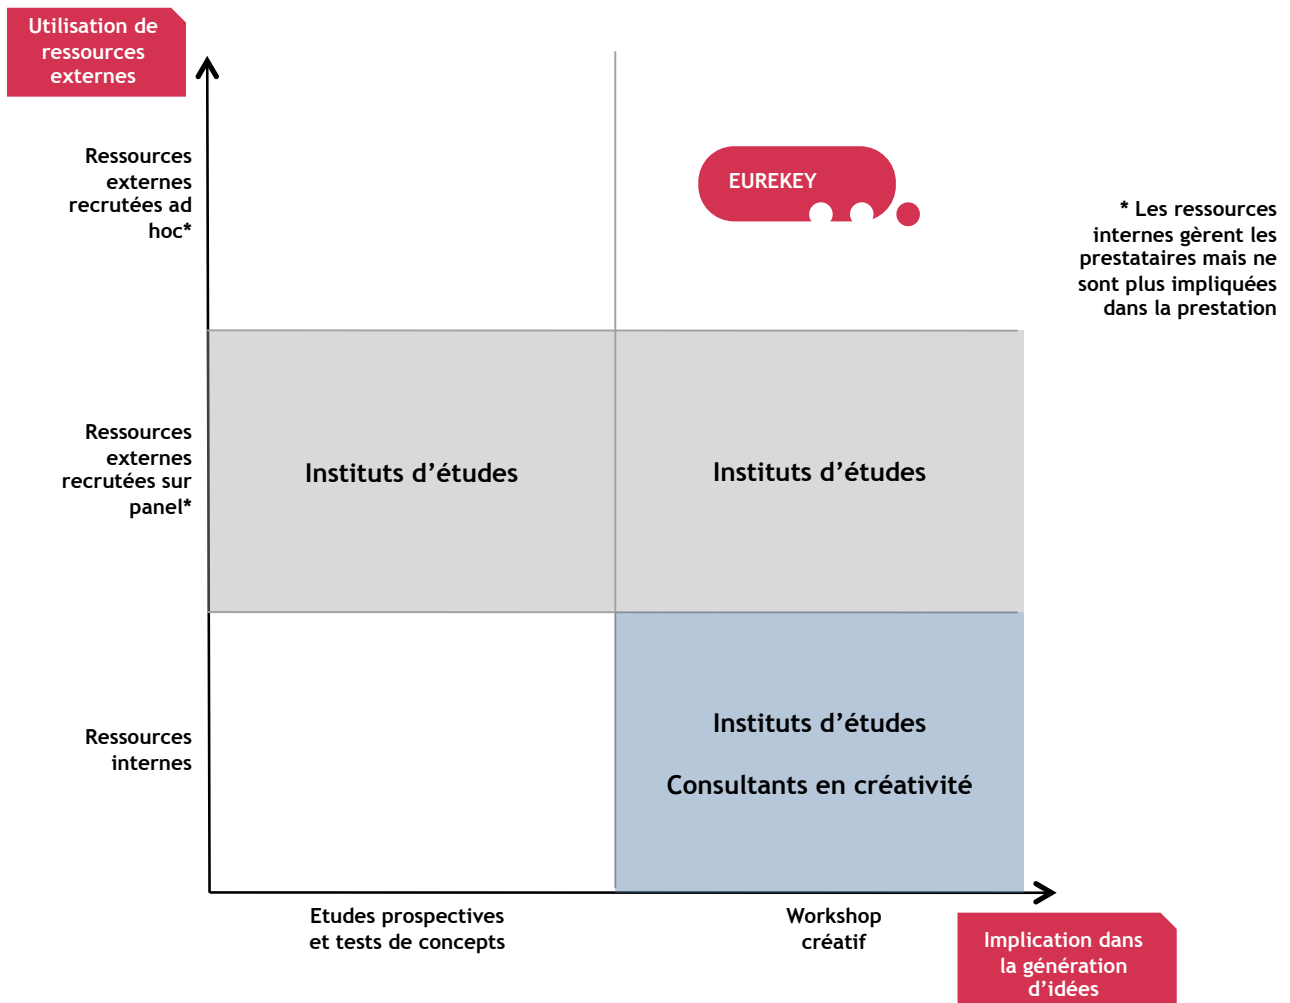 Utilisation de
ressources
externes
Ressources
externes
recrutées ad
hoc*
EUREKEY
* Les ressources
internes gèrent les
prestataires mais ne
sont plus impliquées
dans la prestation
Ressources
externes
recrutées sur
panel*
Instituts d’études
Instituts d’études
Ressources
internes
Instituts d’études
Consultants en créativité
Etudes prospectives
et tests de concepts
Workshop
créatif
Implication dans
la génération
d’idées